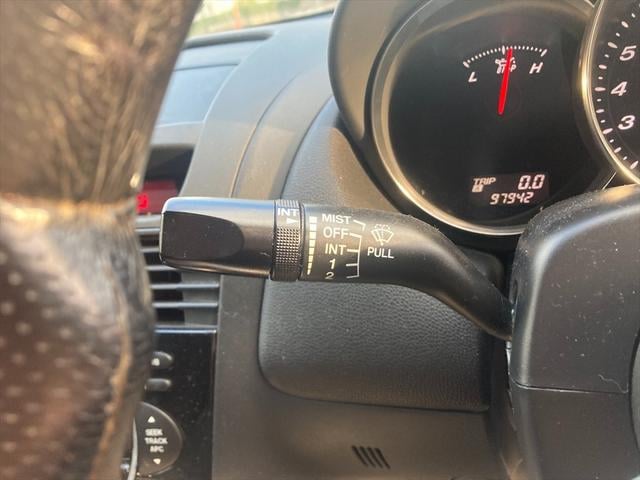 L H
5
4
3
TRIP A 0.0
97942
INT
MIST
OFF
INT
1
2
PULL
SEEK
TRACK
APC